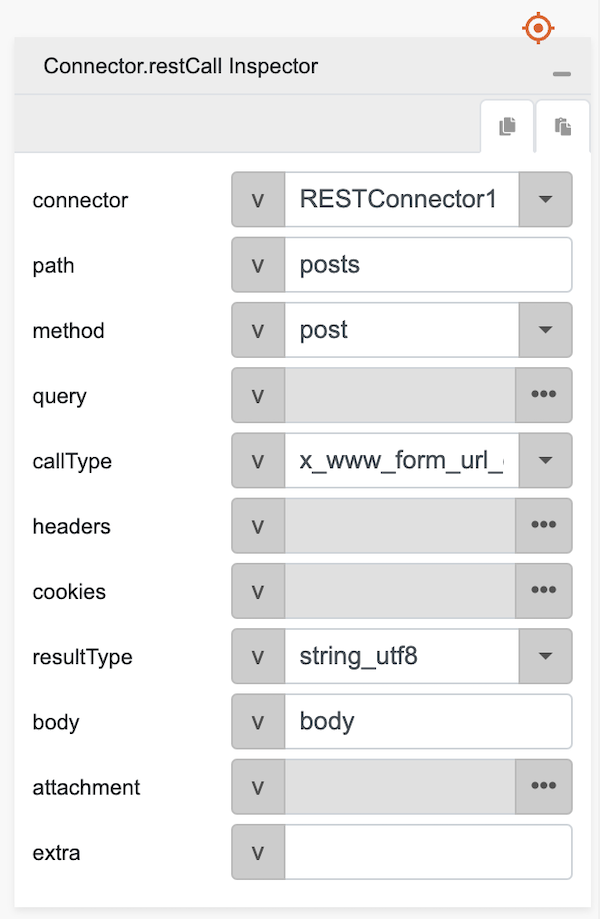 Connector.restCall Inspector
connector v RESTConnector1
path v posts
method v post
query v •••
callType v x_www_form_url_
headers v •••
cookies v •••
resultType v string_utf8
body v body
attachment v •••
extra v